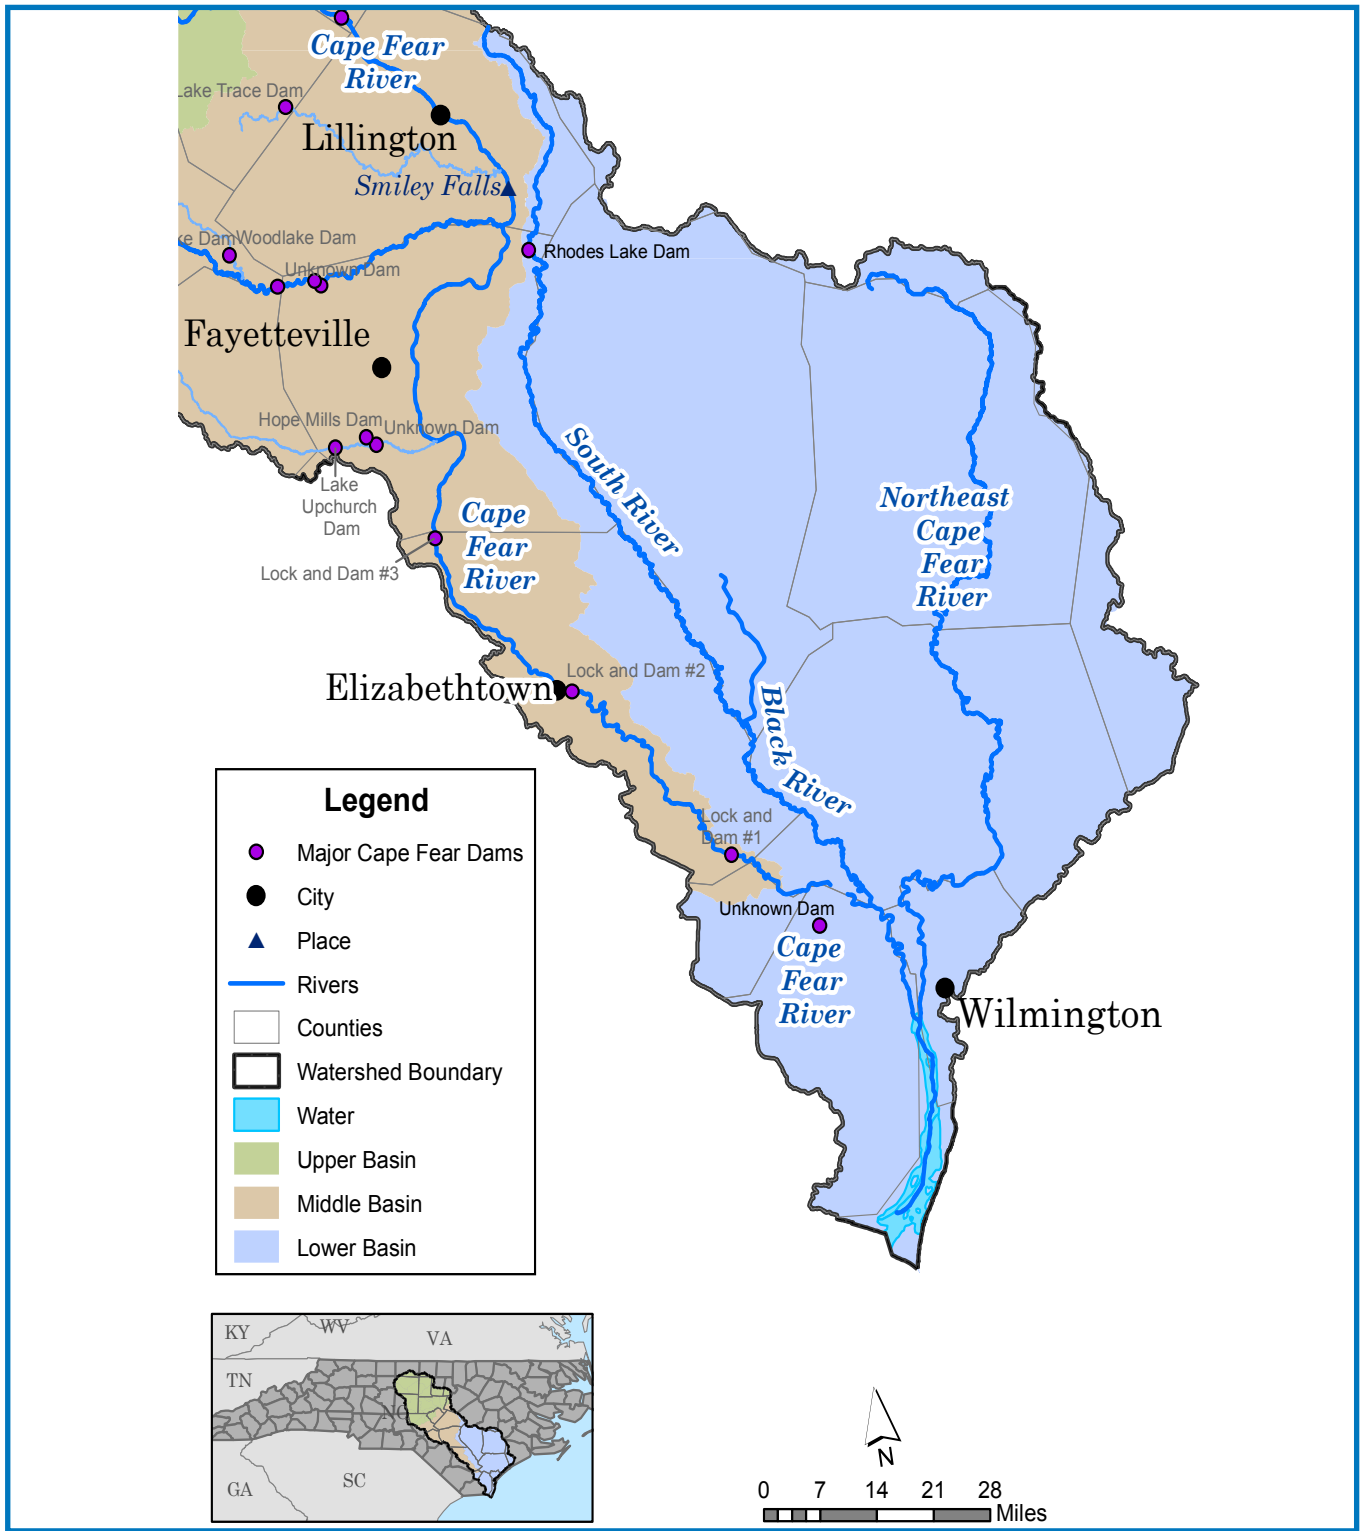 Cape Fear
River
Lake Trace Dam
Lillington
Smiley Falls
ke Dam
Woodlake Dam
Rhodes Lake Dam
Unknown Dam
Fayetteville
Hope Mills Dam
Unknown Dam
South River
Lake
Upchurch
Dam
Northeast
Cape
Fear
River
Cape
Fear
River
Lock and Dam #3
Lock and Dam #2
Elizabethtown
Black River
Lock and
Dam #1
Unknown Dam
Cape
Fear
River
Wilmington
Legend
Major Cape Fear Dams
City
Place
Rivers
Counties
Watershed Boundary
Water
Upper Basin
Middle Basin
Lower Basin
KY
WV
VA
TN
NC
GA
SC
N
0 7 14 21 28
Miles